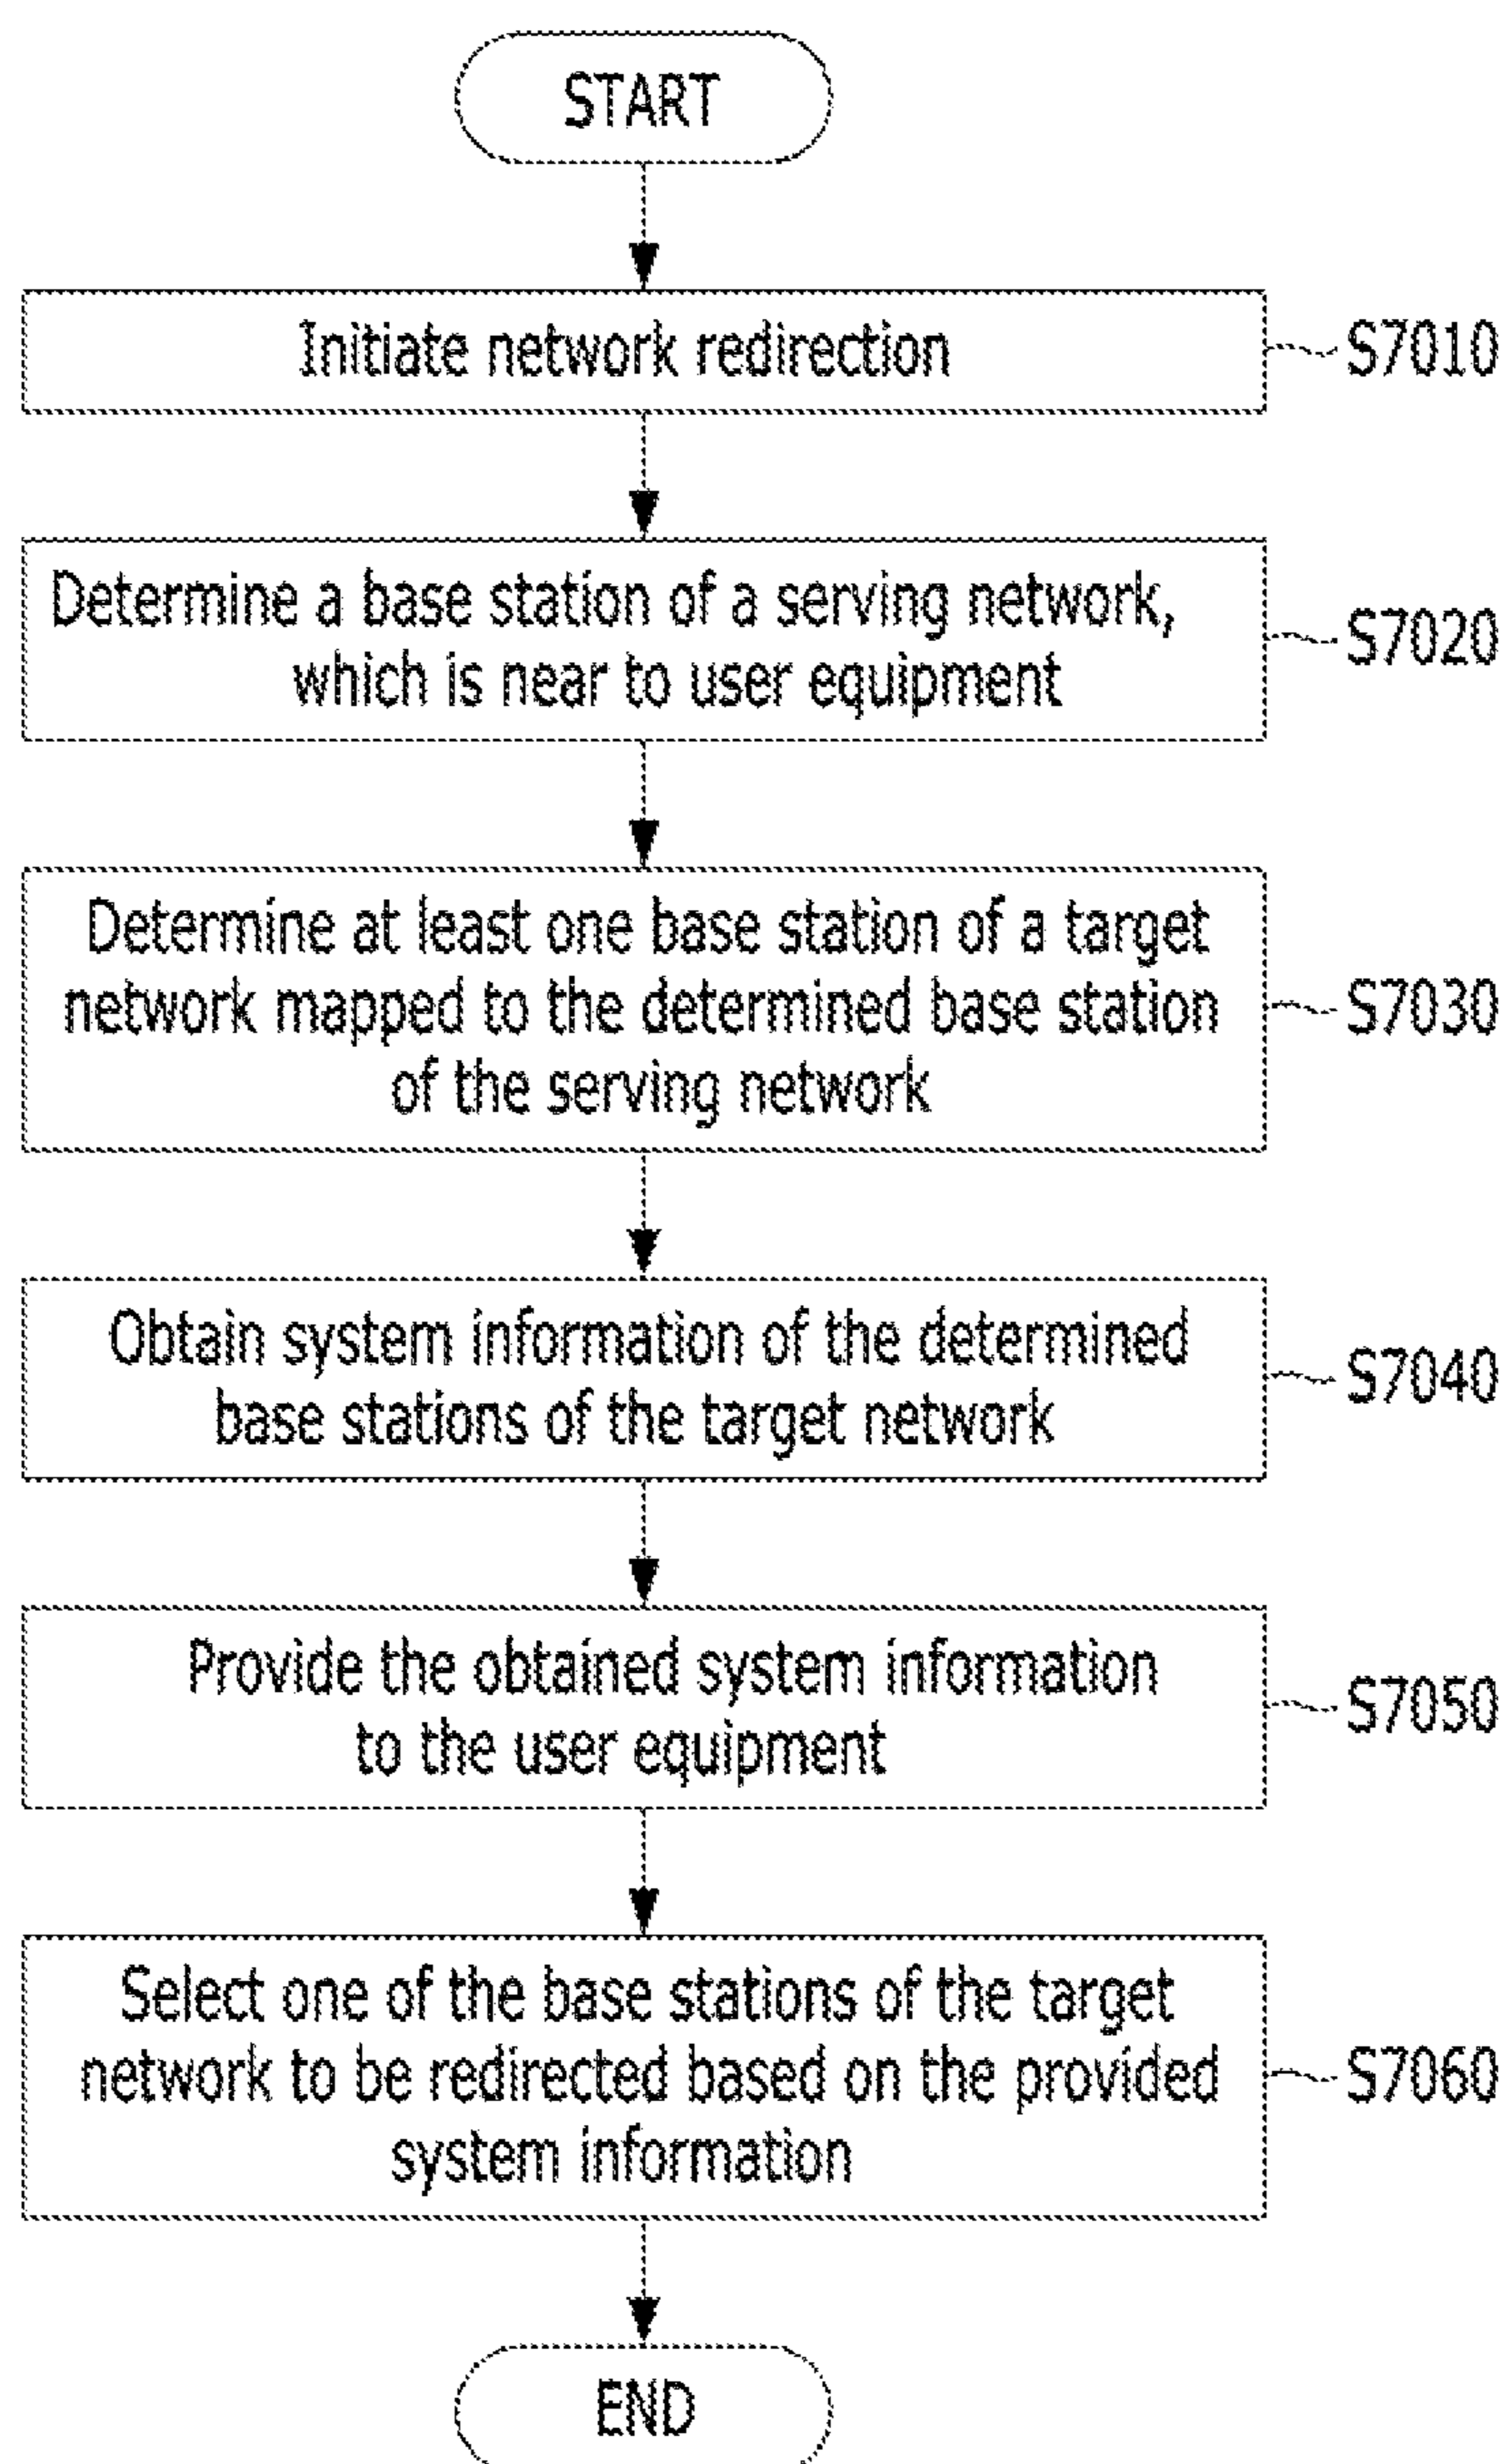 START
Initiate network redirection
S7010
Determine a base station of a serving network,
which is near to user equipment
S7020
Determine at least one base station of a target
network mapped to the determined base station
of the serving network
S7030
Obtain system information of the determined
base stations of the target network
S7040
Provide the obtained system information
to the user equipment
S7050
Select one of the base stations of the target
network to be redirected based on the provided
system information
S7060
END